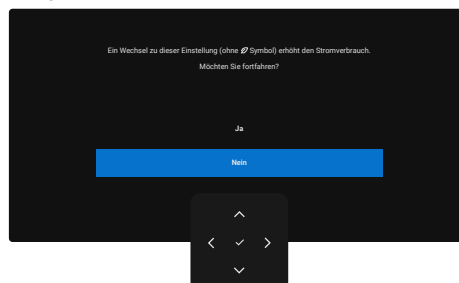 Ein Wechsel zu dieser Einstellung (ohne Symbol) erhöht den Stromverbrauch.
Möchten Sie fortfahren?
Ja
Nein